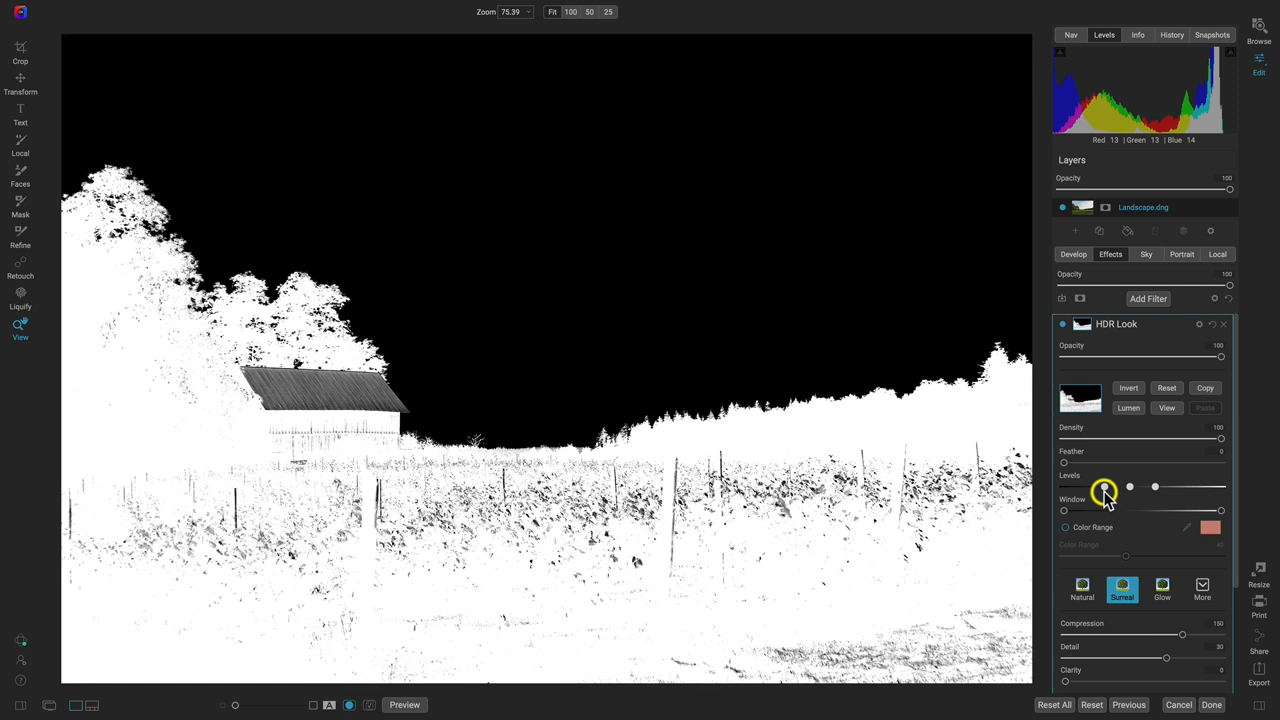 Zoom 75.39 Fit 100 50 25
Crop
Transform
Text
Local
Faces
Mask
Refine
Retouch
Liquify
View
Nav Levels Info History Snapshots
Red 13 | Green 13 | Blue 14
Layers
Opacity 100
Landscape.dng
Develop Effects Sky Portrait Local
Opacity 100
Add Filter
HDR Look
Opacity 100
Invert Reset Copy
Lumen View Paste
Density 100
Feather 0
Levels
Window
Color Range
Color Range 40
Natural Surreal Glow More
Compression 150
Detail 30
Clarity 0
Browse
Edit
Resize
Print
Share
Export
A Preview
Reset All Reset Previous Cancel Done